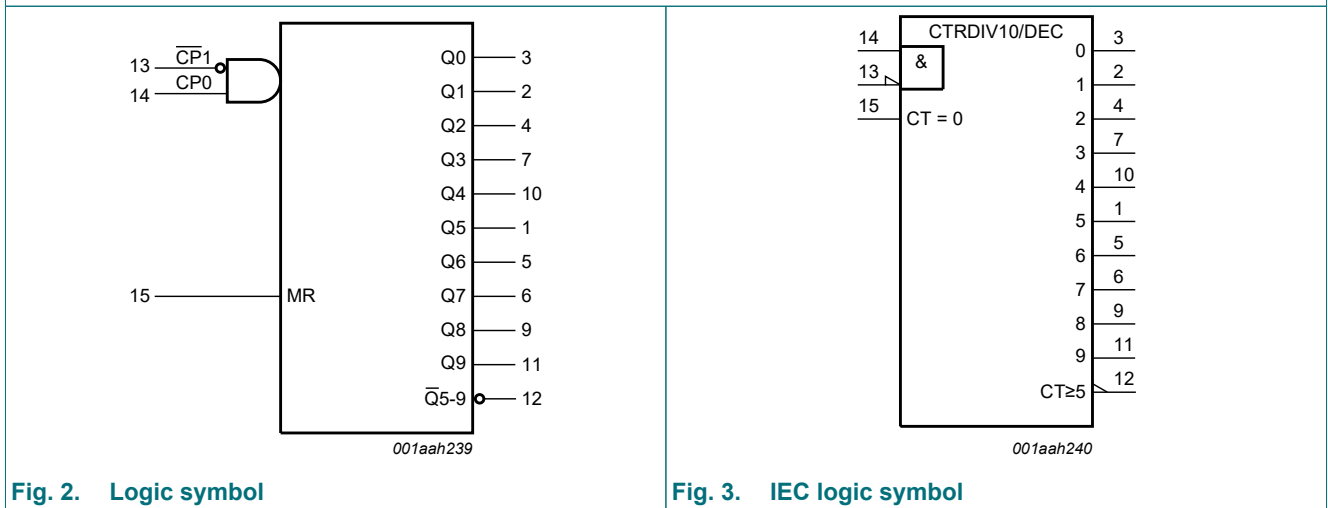 13 C̅P̅1
14 CP0
15 MR
Q0 3
Q1 2
Q2 4
Q3 7
Q4 10
Q5 1
Q6 5
Q7 6
Q8 9
Q9 11
Q̅5-9 12
001aah239
Fig. 2. Logic symbol
CTRDIV10/DEC
14 &
13
15 CT = 0
0 3
1 2
2 4
3 7
4 10
5 1
6 5
7 6
8 9
9 11
CT≥5 12
001aah240
Fig. 3. IEC logic symbol